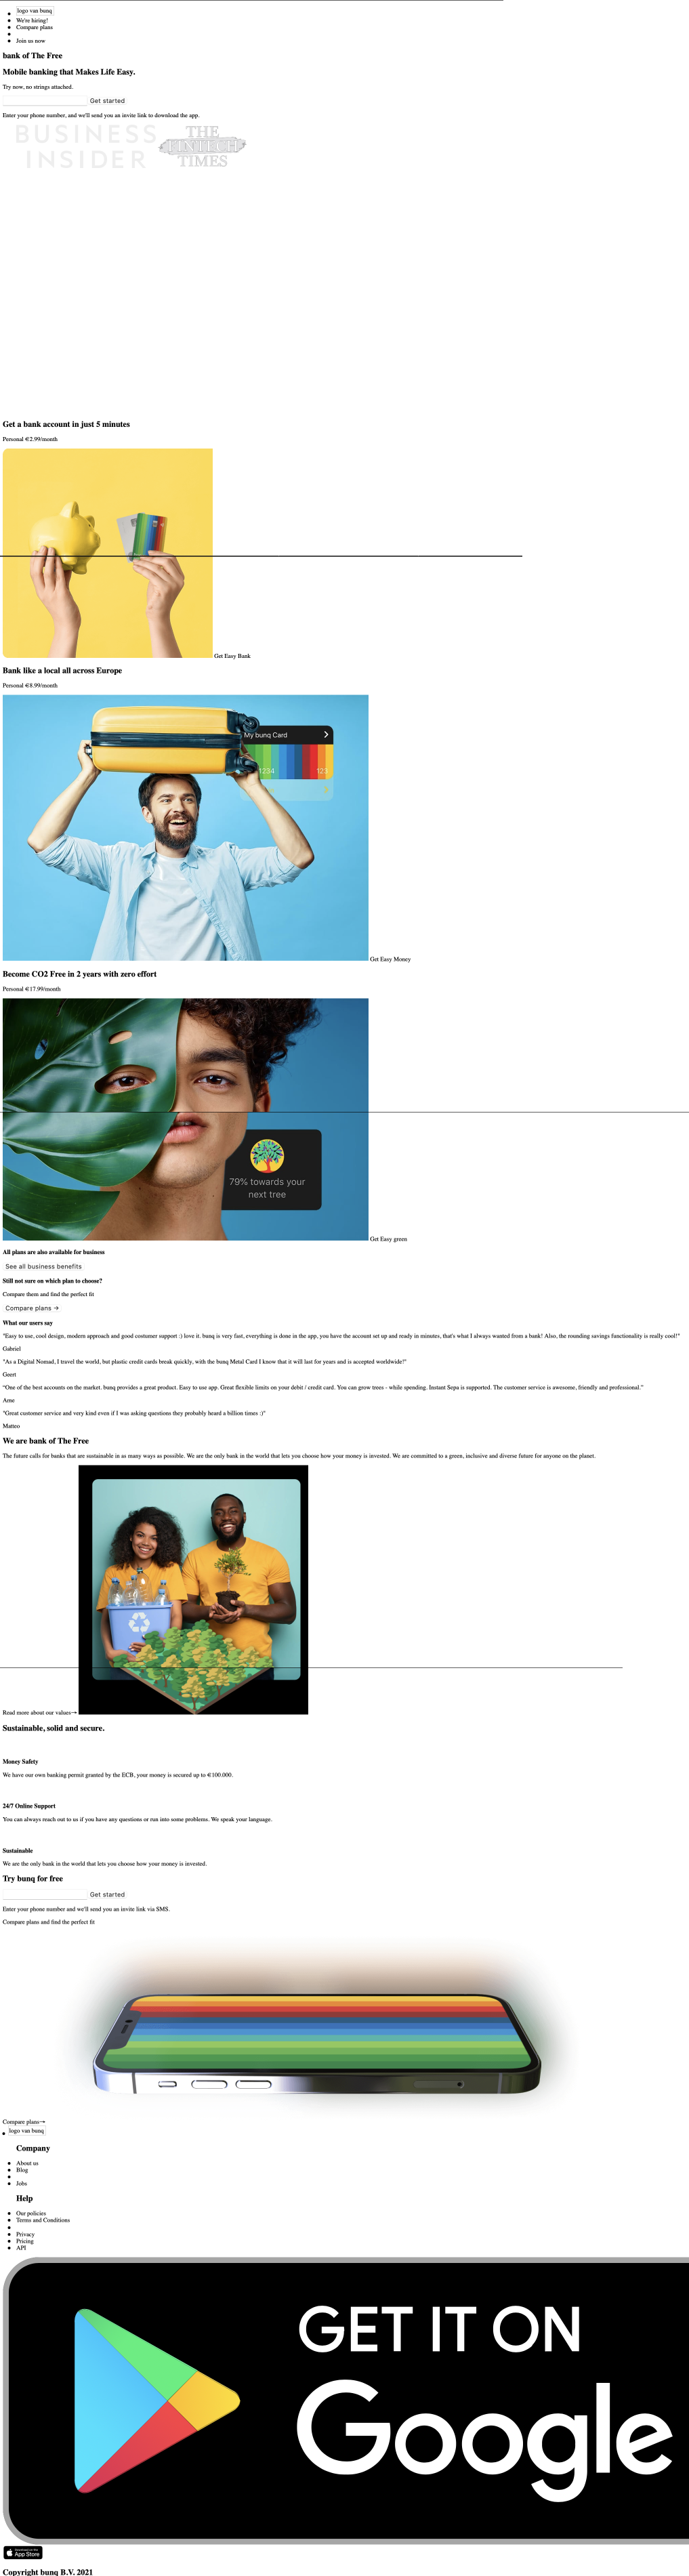 logo van bunq
We're hiring!
Compare plans
Join us now
bank of The Free
Mobile banking that Makes Life Easy.
Try now, no strings attached.
Get started
Enter your phone number, and we'll send you an invite link to download the app.
BUSINESS
INSIDER
THE
FINTECH
TIMES
Get a bank account in just 5 minutes
Personal €2.99/month
Get Easy Bank
Bank like a local all across Europe
Personal €8.99/month
My bunq Card
1234
123
Get Easy Money
Become CO2 Free in 2 years with zero effort
Personal €17.99/month
79% towards your
next tree
Get Easy green
All plans are also available for business
See all business benefits
Still not sure on which plan to choose?
Compare them and find the perfect fit
Compare plans →
What our users say
"Easy to use, cool design, modern approach and good costumer support :) love it. bunq is very fast, everything is done in the app, you have the account set up and ready in minutes, that's what I always wanted from a bank! Also, the rounding savings functionality is really cool!"
Gabriel
"As a Digital Nomad, I travel the world, but plastic credit cards break quickly, with the bunq Metal Card I know that it will last for years and is accepted worldwide!"
Geert
"One of the best accounts on the market. bunq provides a great product. Easy to use app. Great flexible limits on your debit / credit card. You can grow trees - while spending. Instant Sepa is supported. The customer service is awesome, friendly and professional."
Arne
"Great customer service and very kind even if I was asking questions they probably heard a billion times :)"
Matteo
We are bank of The Free
The future calls for banks that are sustainable in as many ways as possible. We are the only bank in the world that lets you choose how your money is invested. We are committed to a green, inclusive and diverse future for anyone on the planet.
Read more about our values→
Sustainable, solid and secure.
Money Safety
We have our own banking permit granted by the ECB, your money is secured up to €100.000.
24/7 Online Support
You can always reach out to us if you have any questions or run into some problems. We speak your language.
Sustainable
We are the only bank in the world that lets you choose how your money is invested.
Try bunq for free
Get started
Enter your phone number and we'll send you an invite link via SMS.
Compare plans and find the perfect fit
Compare plans→
logo van bunq
Company
About us
Blog
Jobs
Help
Our policies
Terms and Conditions
Privacy
Pricing
API
GET IT ON
Google
Download on the
App Store
Copyright bunq B.V. 2021